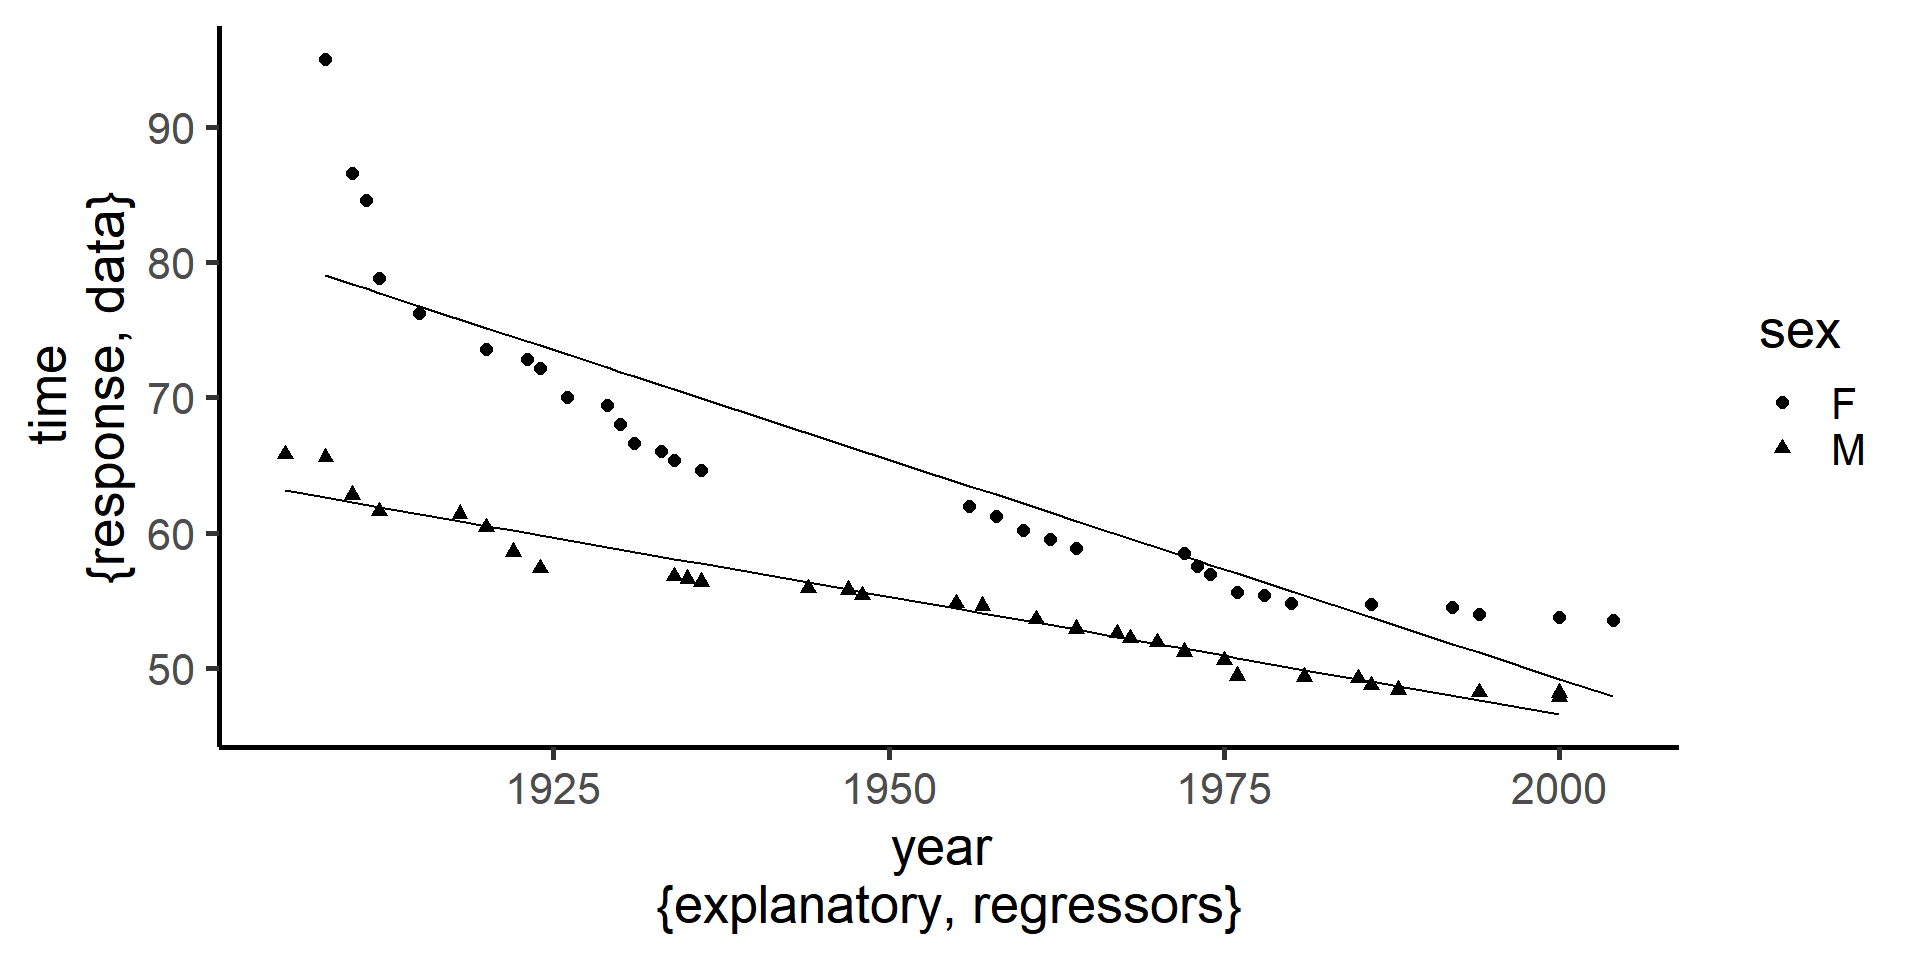 time
{response, data}
90
80
70
60
50
1925
1950
1975
2000
year
{explanatory, regressors}
sex
F
M